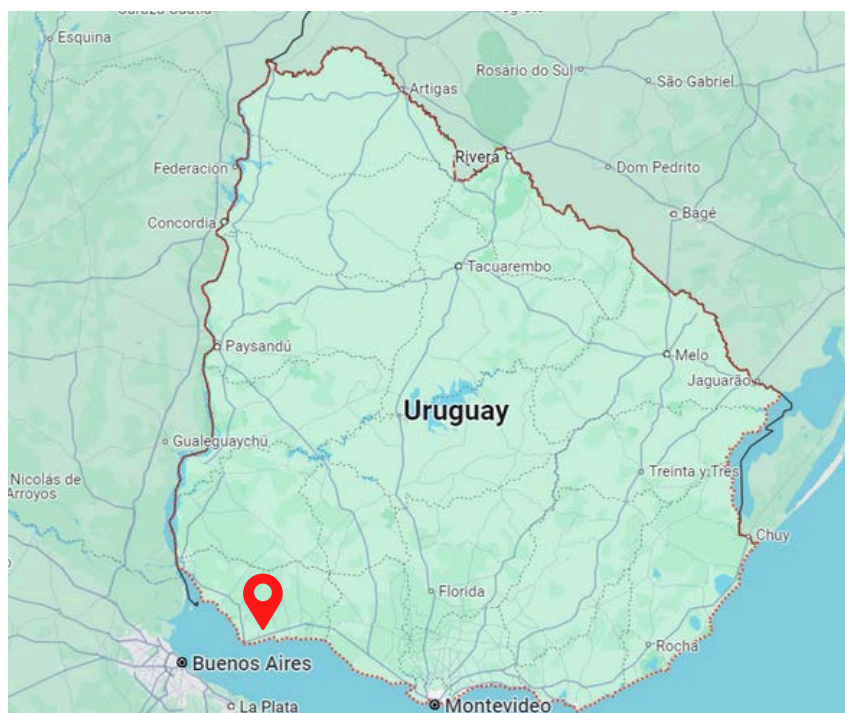 Esquina
Rosário do Sul
São Gabriel
Artigas
Rivera
Federación
Dom Pedrito
Concordia
Bagé
Tacuarembo
Paysandú
Melo
Jaguarão
Uruguay
Gualeguaychú
Nicolás de
Arroyos
Treinta y Tres
Chuy
Florida
Rocha
Buenos Aires
La Plata
Montevideo